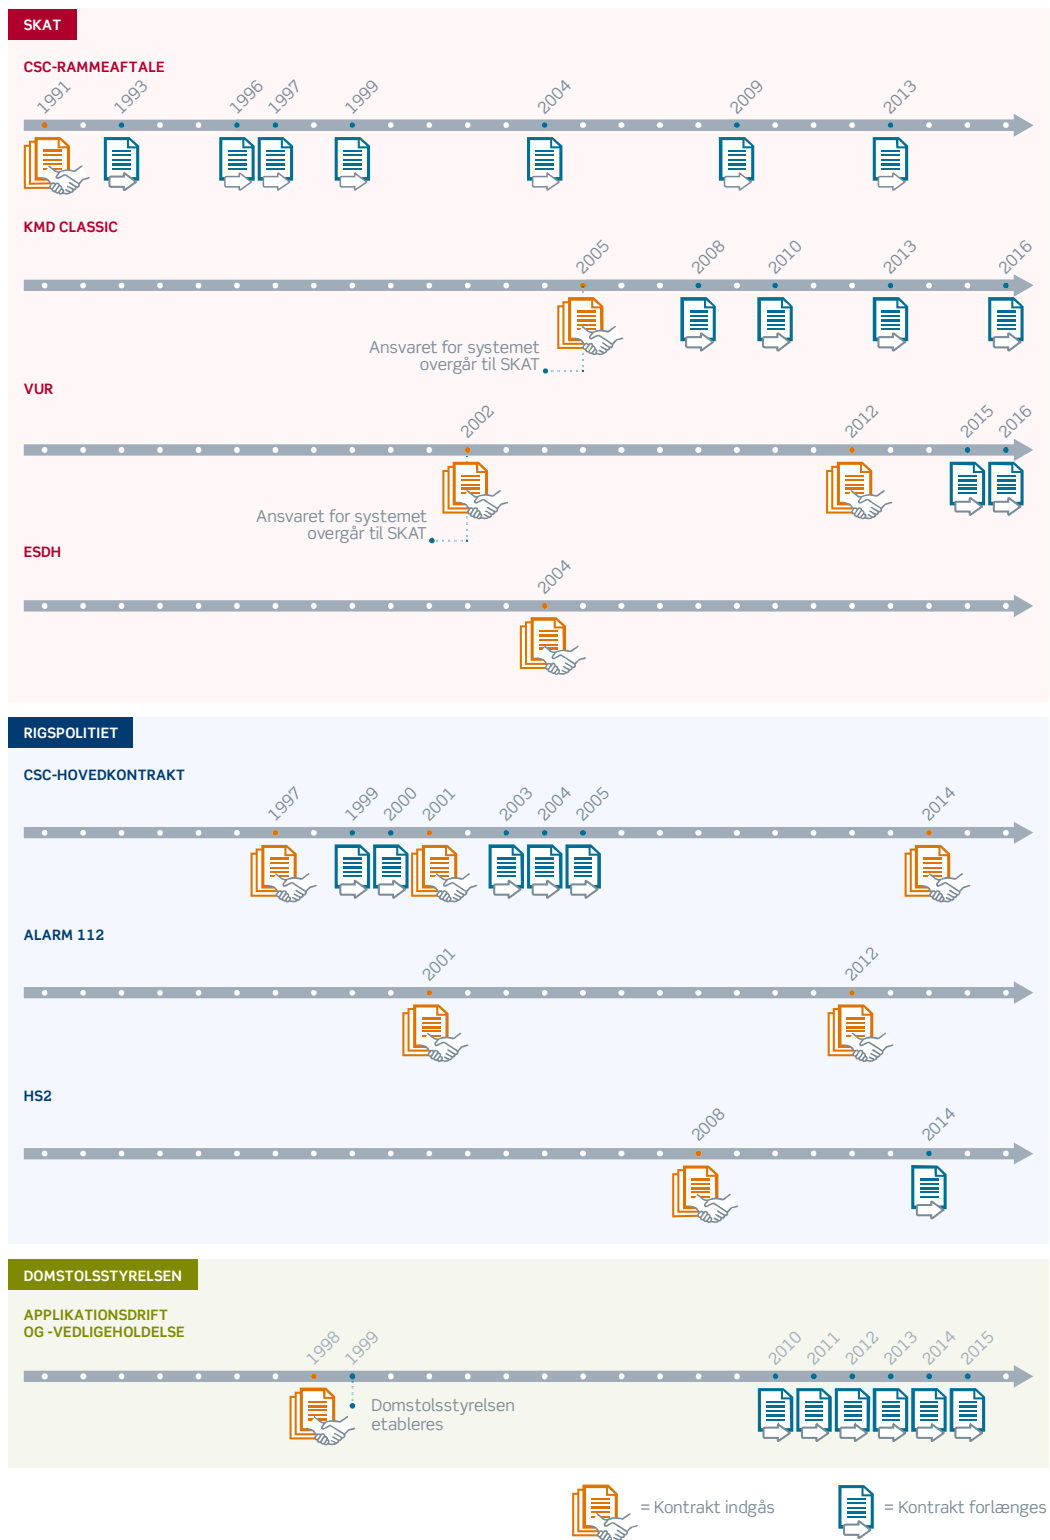 SKAT
CSC-RAMMEAFTALE
1991 1993 1996 1997 1999 2004 2009 2013
KMD CLASSIC
2005 2008 2010 2013 2016
Ansvaret for systemet
overgår til SKAT
VUR
2002 2012 2015 2016
Ansvaret for systemet
overgår til SKAT
ESDH
2004
RIGSPOLITIET
CSC-HOVEDKONTRAKT
1997 1999 2000 2001 2003 2004 2005 2014
ALARM 112
2001 2012
HS2
2008 2014
DOMSTOLSSTYRELSEN
APPLIKATIONSDRIFT
OG -VEDLIGEHOLDELSE
1998 1999 2010 2011 2012 2013 2014 2015
Domstolsstyrelsen
etableres
= Kontrakt indgås = Kontrakt forlænges